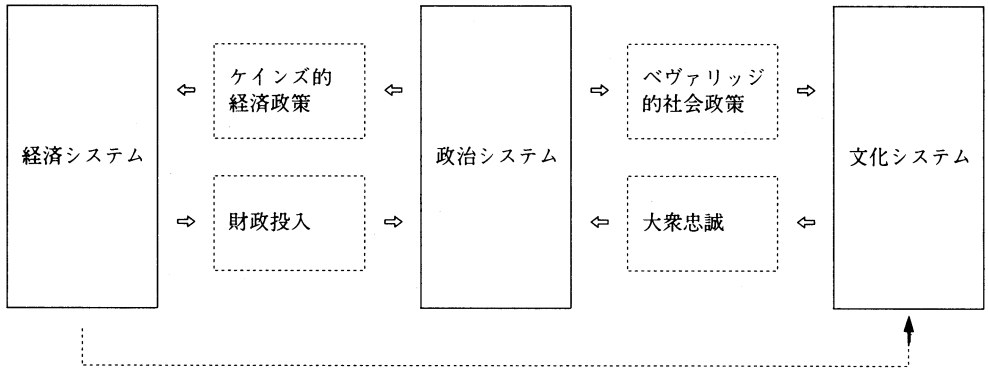 ケインズ的
経済政策
ベヴァリッジ
的社会政策
経済システム
政治システム
文化システム
財政投入
大衆忠誠